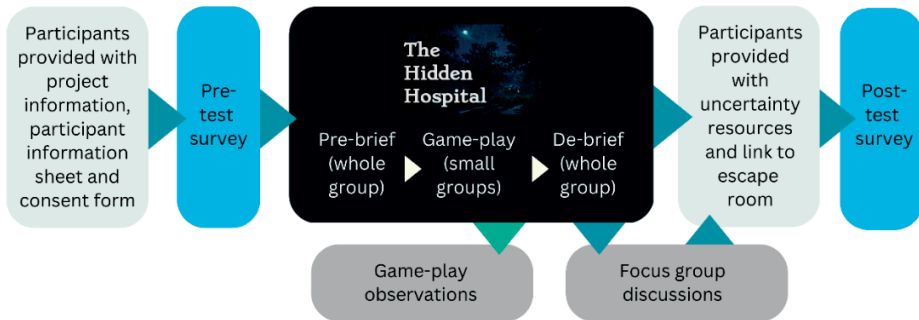 Participants
provided with
project
information,
participant
information
sheet and
consent form
Pre-
test
survey
The
Hidden
Hospital
Pre-brief
(whole
group)
Game-play
(small
groups)
De-brief
(whole
group)
Participants
provided
with
uncertainty
resources
and link to
escape
room
Post-
test
survey
Game-play
observations
Focus group
discussions